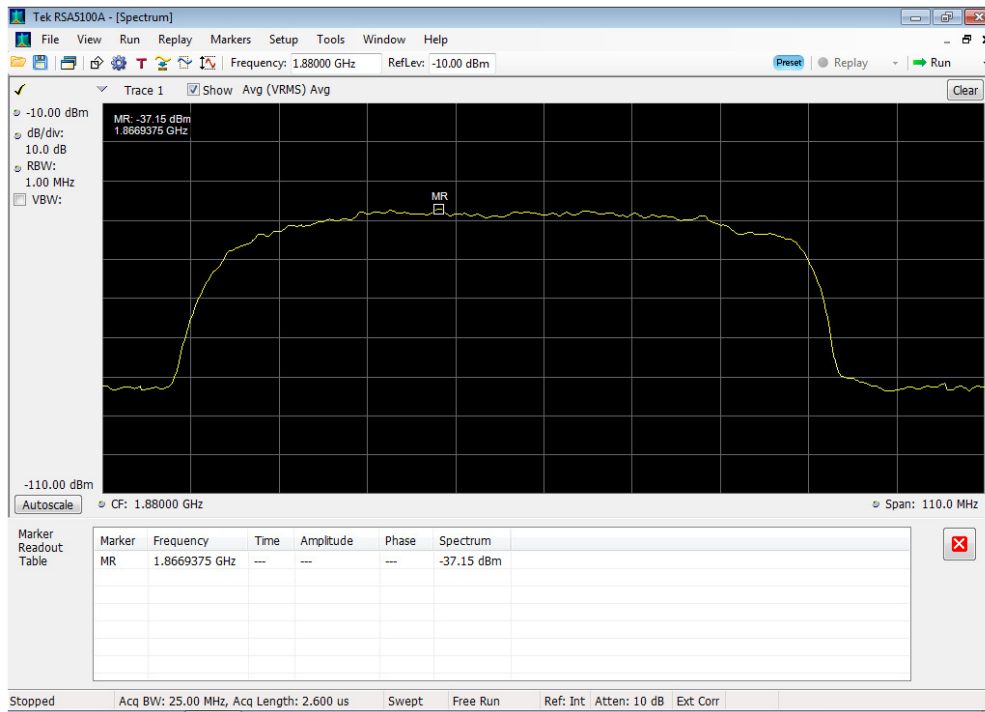 Tek RSA5100A - [Spectrum]
File View Run Replay Markers Setup Tools Window Help
T Frequency: 1.88000 GHz RefLev: -10.00 dBm Preset Replay Run
Trace 1 Show Avg (VRMS) Avg Clear
-10.00 dBm
dB/div:
10.0 dB
RBW:
1.00 MHz
VBW:
MR: -37.15 dBm
1.8669375 GHz
MR
-110.00 dBm
Autoscale CF: 1.88000 GHz Span: 110.0 MHz
Marker
Readout
Table
Marker Frequency Time Amplitude Phase Spectrum
MR 1.8669375 GHz --- --- --- -37.15 dBm
Stopped Acq BW: 25.00 MHz, Acq Length: 2.600 us Swept Free Run Ref: Int Atten: 10 dB Ext Corr